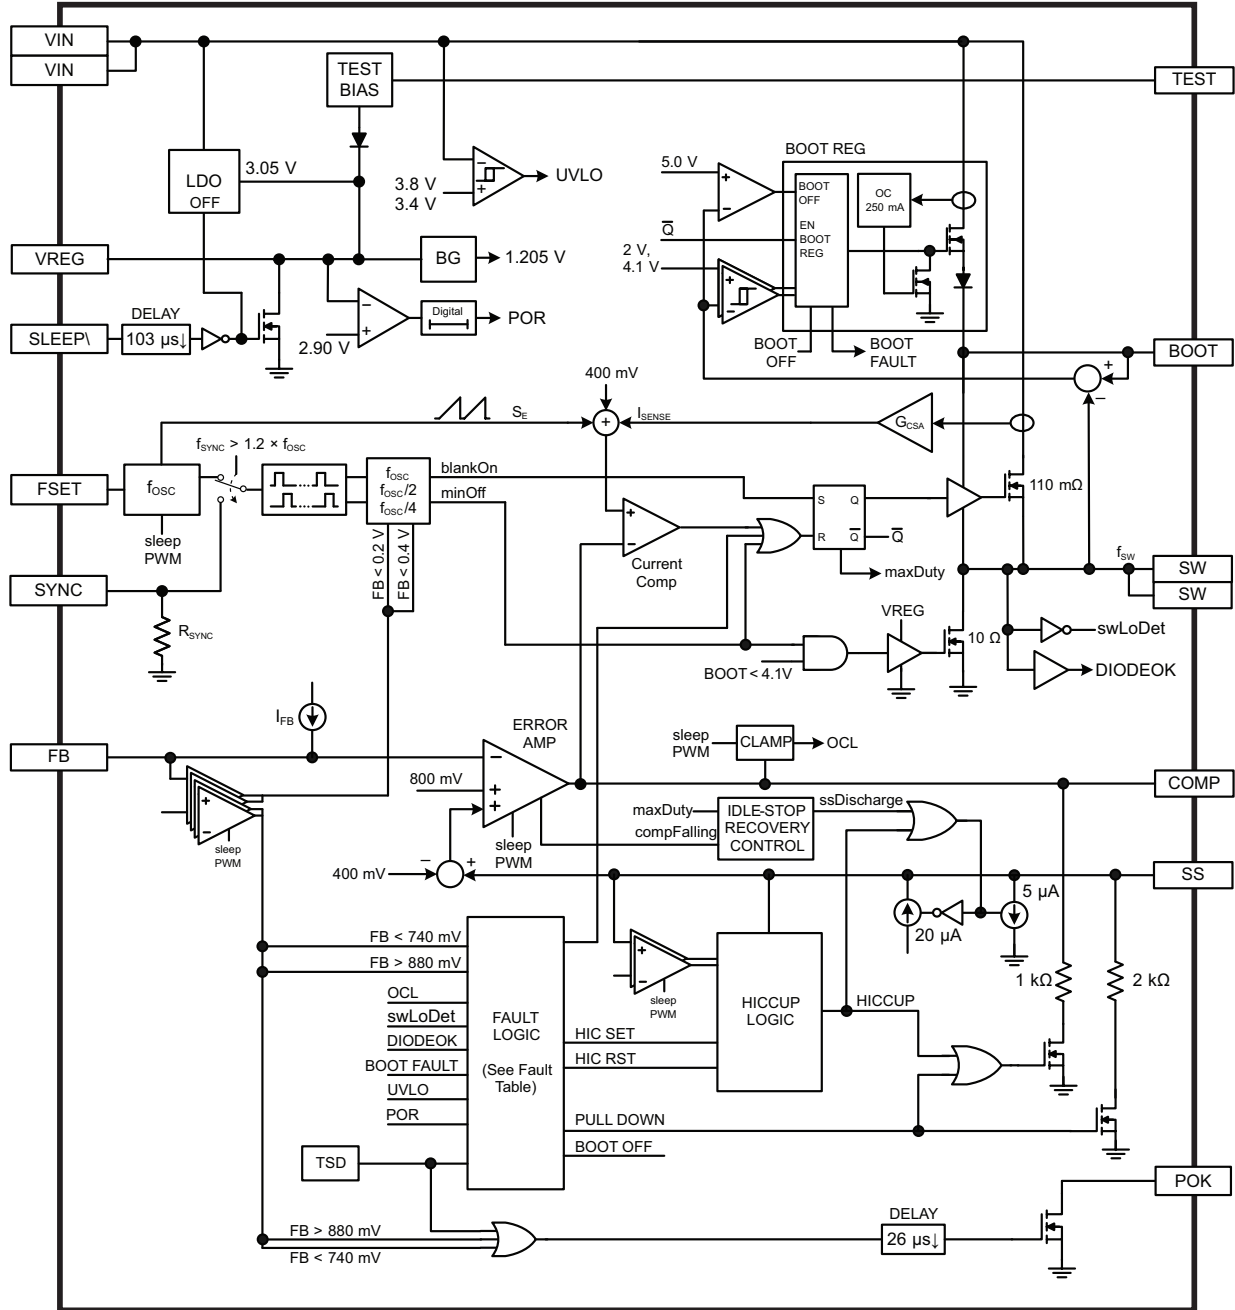 VIN
VIN
TEST
BIAS
TEST
LDO
OFF
3.05 V
3.8 V
3.4 V
UVLO
BOOT REG
5.0 V
BOOT
OFF
OC
250 mA
Q
EN
BOOT
REG
2 V,
4.1 V
VREG
BG
1.205 V
DELAY
SLEEP\
103 µs↓
2.90 V
Digital
POR
BOOT
OFF
BOOT
FAULT
BOOT
+
–
400 mV
SE
ISENSE
GCSA
fSYNC > 1.2 × fOSC
FSET
fOSC
fOSC
fOSC/2
fOSC/4
blankOn
minOff
S
Q
R
Q
Q
110 mΩ
sleep
PWM
FB < 0.2 V
FB < 0.4 V
Current
Comp
maxDuty
fSW
SW
SW
SYNC
RSYNC
VREG
10 Ω
BOOT < 4.1V
swLoDet
DIODEOK
IFB
FB
ERROR
AMP
800 mV
sleep
PWM
CLAMP
OCL
COMP
sleep
PWM
sleep
PWM
maxDuty
compFalling
IDLE-STOP
RECOVERY
CONTROL
ssDischarge
400 mV
–
+
SS
5 µA
20 µA
FB < 740 mV
FB > 880 mV
OCL
swLoDet
DIODEOK
BOOT FAULT
UVLO
POR
FAULT
LOGIC
(See Fault
Table)
sleep
PWM
HICCUP
LOGIC
HICCUP
1 kΩ
2 kΩ
HIC SET
HIC RST
PULL DOWN
BOOT OFF
TSD
POK
FB > 880 mV
FB < 740 mV
DELAY
26 µs↓